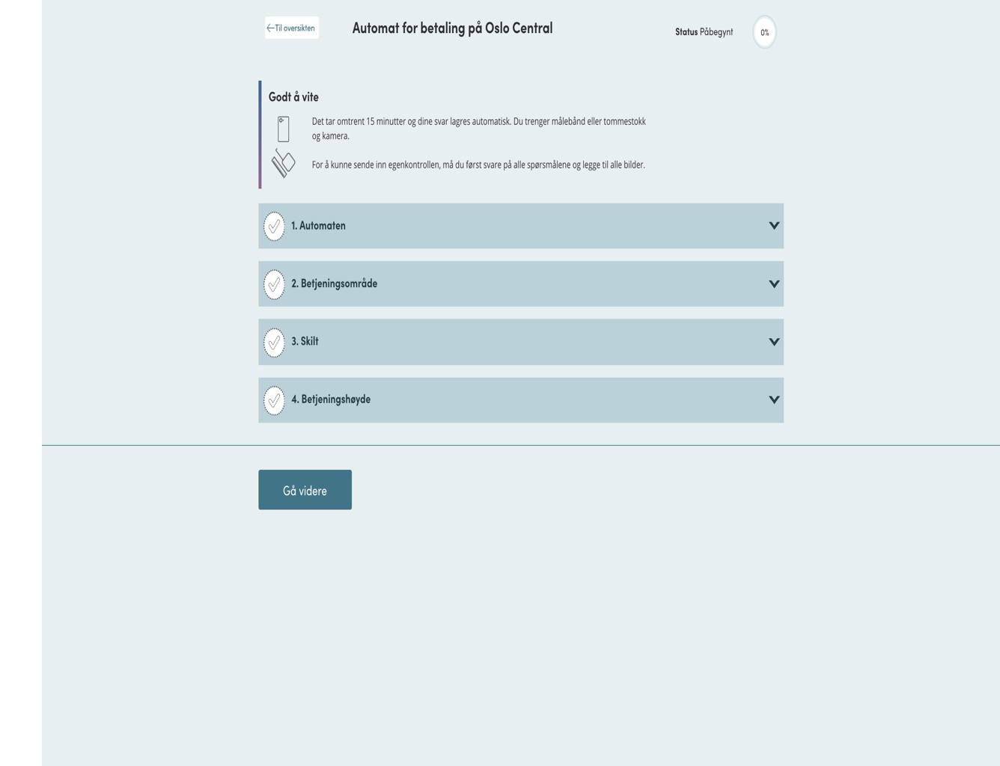 Til oversikten
Automat for betaling på Oslo Central
Status Påbegynt
0%
Godt å vite
Det tar omtrent 15 minutter og dine svar lagres automatisk. Du trenger målebånd eller tommestokk
og kamera.
For å kunne sende inn egenkontrollen, må du først svare på alle spørsmålene og legge til alle bilder.
1. Automaten
2. Betjeningsområde
3. Skilt
4. Betjeningshøyde
Gå videre